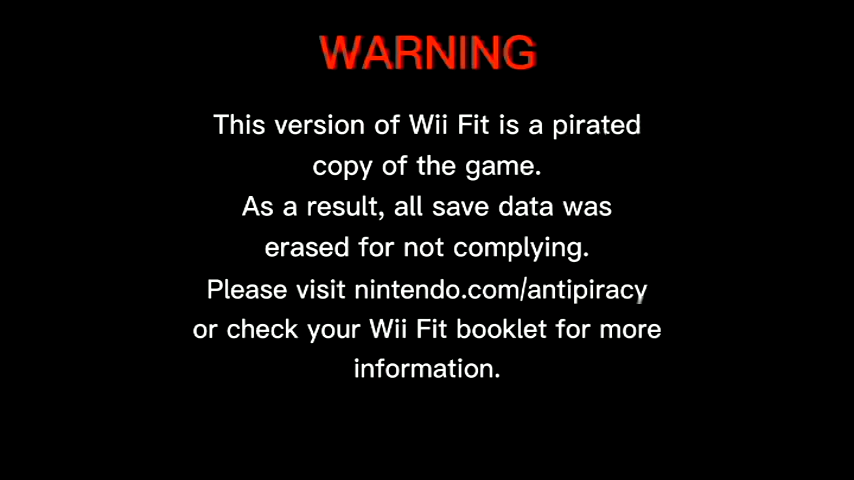 WARNING
This version of Wii Fit is a pirated
copy of the game.
As a result, all save data was
erased for not complying.
Please visit nintendo.com/antipiracy
or check your Wii Fit booklet for more
information.